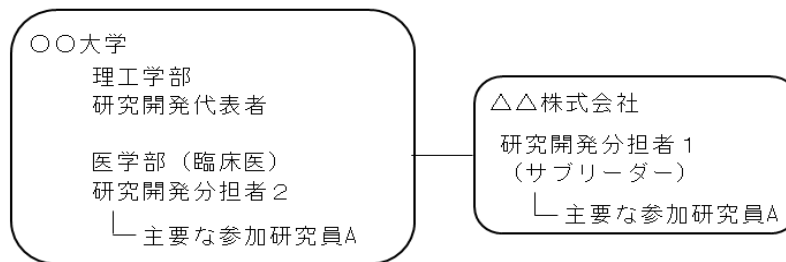 ○○大学
理工学部
研究開発代表者
医学部（臨床医）
研究開発分担者２
主要な参加研究員A
△△株式会社
研究開発分担者１
（サブリーダー）
主要な参加研究員A